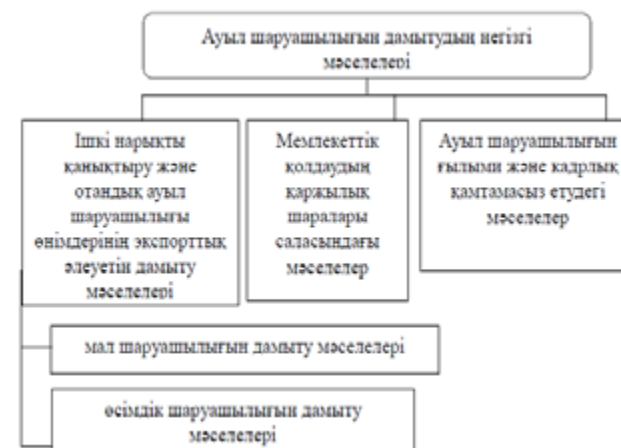 Ауыл шаруашылығын дамытудың негізгі
мәселелері
Ішкі нарықты
қанықтыру және
отандық ауыл
шаруашылығы
өнімдерінің экспорттық
әлеуетін дамыту
мәселелері
Мемлекеттік
қолдаудың
қаржылық
шаралары
саласындағы
мәселелер
Ауыл шаруашылығын
ғылыми және кадрлық
қамтамасыз етудегі
мәселелер
мал шаруашылығын дамыту мәселелері
өсімдік шаруашылығын дамыту
мәселелері